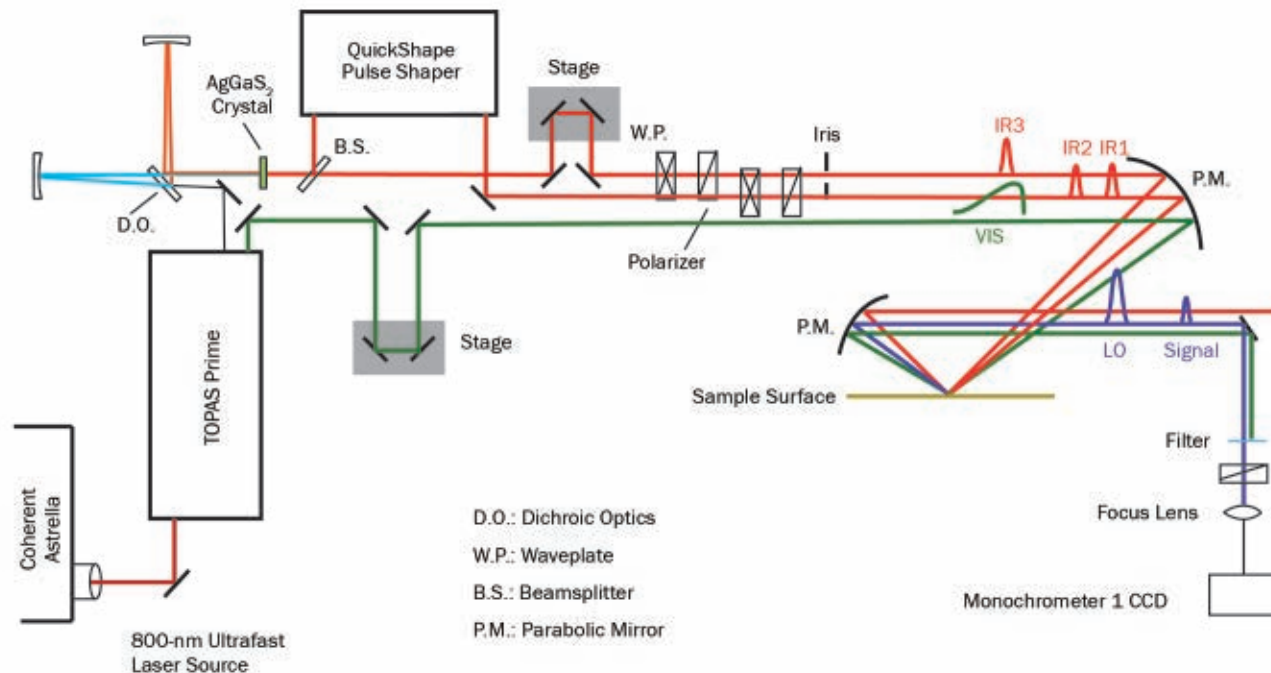 QuickShape
Pulse Shaper
AgGaS₂
Crystal
Stage
B.S.
W.P.
Iris
IR3
IR2
IR1
P.M.
D.O.
VIS
Polarizer
TOPAS Prime
Stage
P.M.
LO
Signal
Sample Surface
Filter
Coherent
Astrella
Focus Lens
D.O.: Dichroic Optics
W.P.: Waveplate
B.S.: Beamsplitter
P.M.: Parabolic Mirror
Monochrometer 1 CCD
800-nm Ultrafast
Laser Source